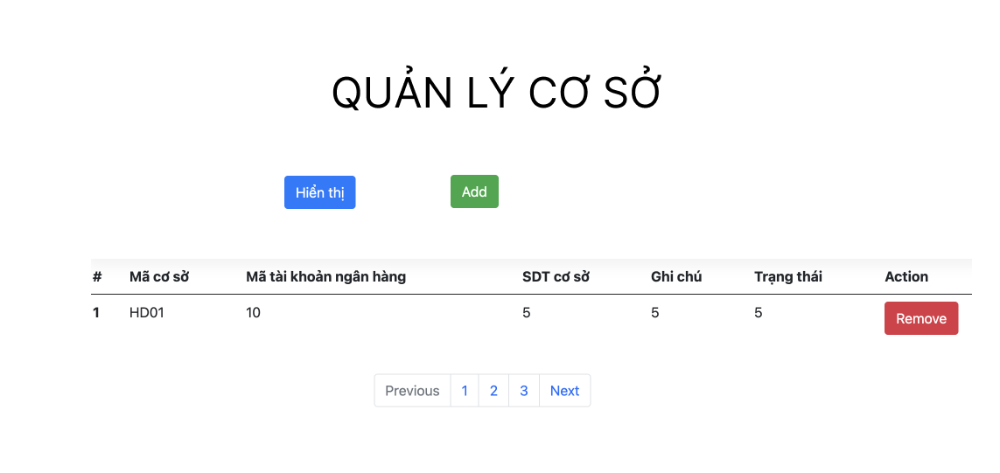 QUẢN LÝ CƠ SỞ
Hiển thị Add
# Mã cơ sở Mã tài khoản ngân hàng SDT cơ sở Ghi chú Trạng thái Action
1 HD01 10 5 5 5 Remove
Previous 1 2 3 Next